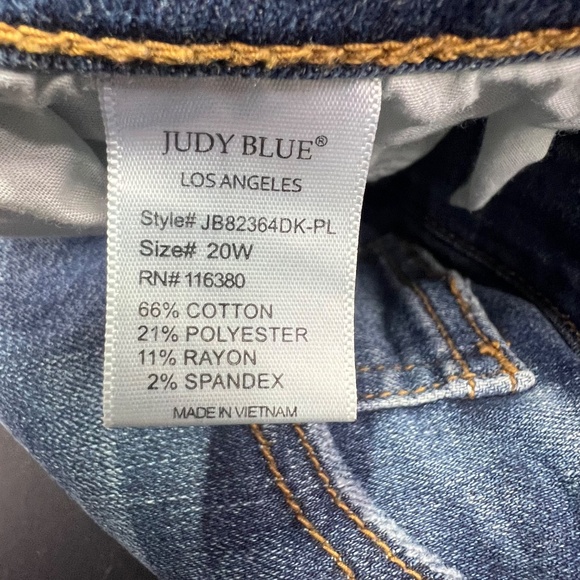 JUDY BLUE®
LOS ANGELES
Style# JB82364DK-PL
Size# 20W
RN# 116380
66% COTTON
21% POLYESTER
11% RAYON
2% SPANDEX
MADE IN VIETNAM